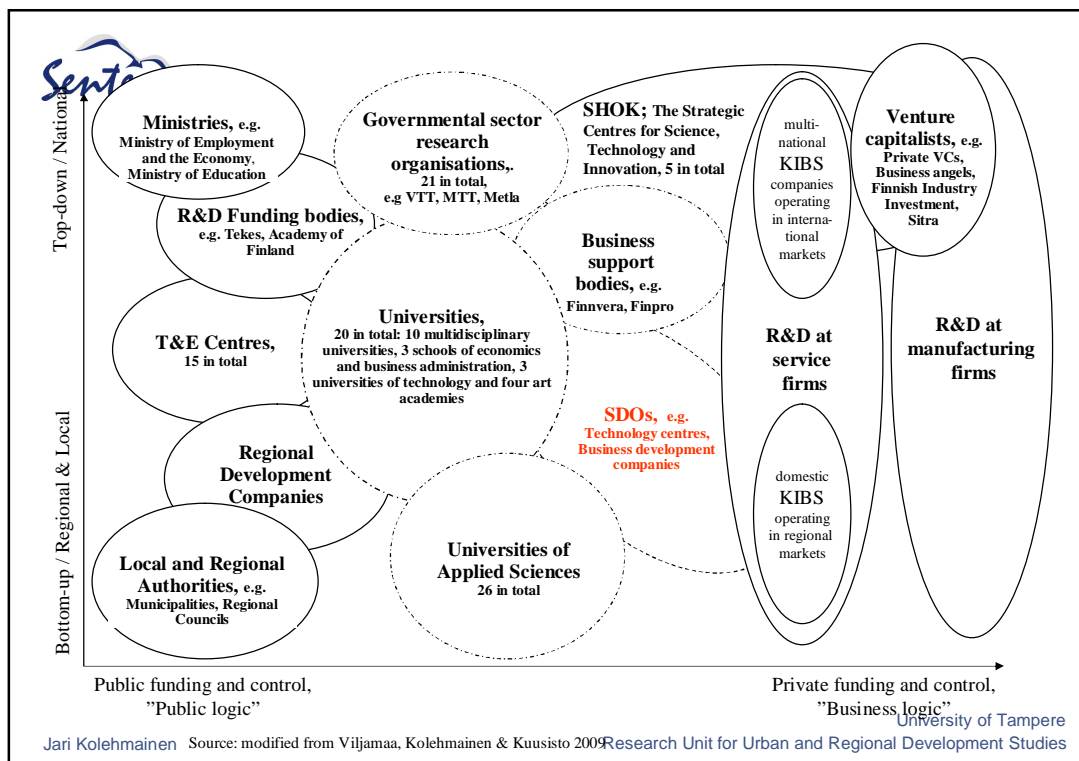 Sente
Ministries, e.g.
Ministry of Employment
and the Economy,
Ministry of Education
Governmental sector
research
organisations,.
21 in total,
e.g VTT, MTT, Metla
SHOK; The Strategic
Centres for Science,
Technology and
Innovation, 5 in total
multi-
national
KIBS
companies
operating
in interna-
tional
markets
Venture
capitalists, e.g.
Private VCs,
Business angels,
Finnish Industry
Investment,
Sitra
R&D Funding bodies,
e.g. Tekes, Academy of
Finland
Business
support
bodies, e.g.
Finnvera, Finpro
T&E Centres,
15 in total
Universities,
20 in total: 10 multidisciplinary
universities, 3 schools of economics
and business administration, 3
universities of technology and four art
academies
R&D at
service
firms
R&D at
manufacturing
firms
SDOs, e.g.
Technology centres,
Business development
companies
Regional
Development
Companies
domestic
KIBS
operating
in regional
markets
Local and Regional
Authorities, e.g.
Municipalities, Regional
Councils
Universities of
Applied Sciences
26 in total
Top-down / National
Bottom-up / Regional & Local
Public funding and control,
”Public logic”
Private funding and control,
”Business logic”
University of Tampere
Jari Kolehmainen
Source: modified from Viljamaa, Kolehmainen & Kuusisto 2009
Research Unit for Urban and Regional Development Studies